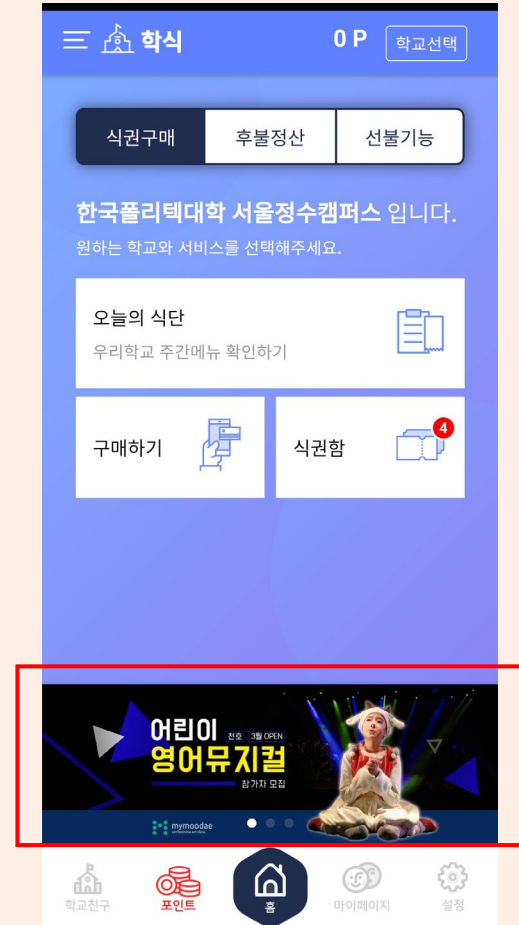 학식
0 P 학교선택
식권구매 후불정산 선불기능
한국폴리텍대학 서울정수캠퍼스 입니다.
원하는 학교와 서비스를 선택해주세요.
오늘의 식단
우리학교 주간메뉴 확인하기
구매하기
식권함 4
어린이 천호 3월 OPEN
영어뮤지컬
참가자 모집
mymoodae
학교친구 포인트 홈 마이페이지 설정